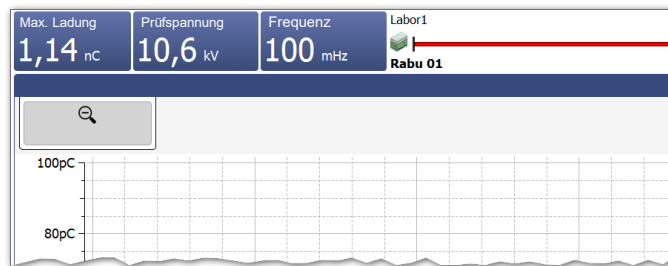 Max. Ladung
1,14 nC
Prüfspannung
10,6 kV
Frequenz
100 mHz
Labor1
Rabu 01
100pC
80pC